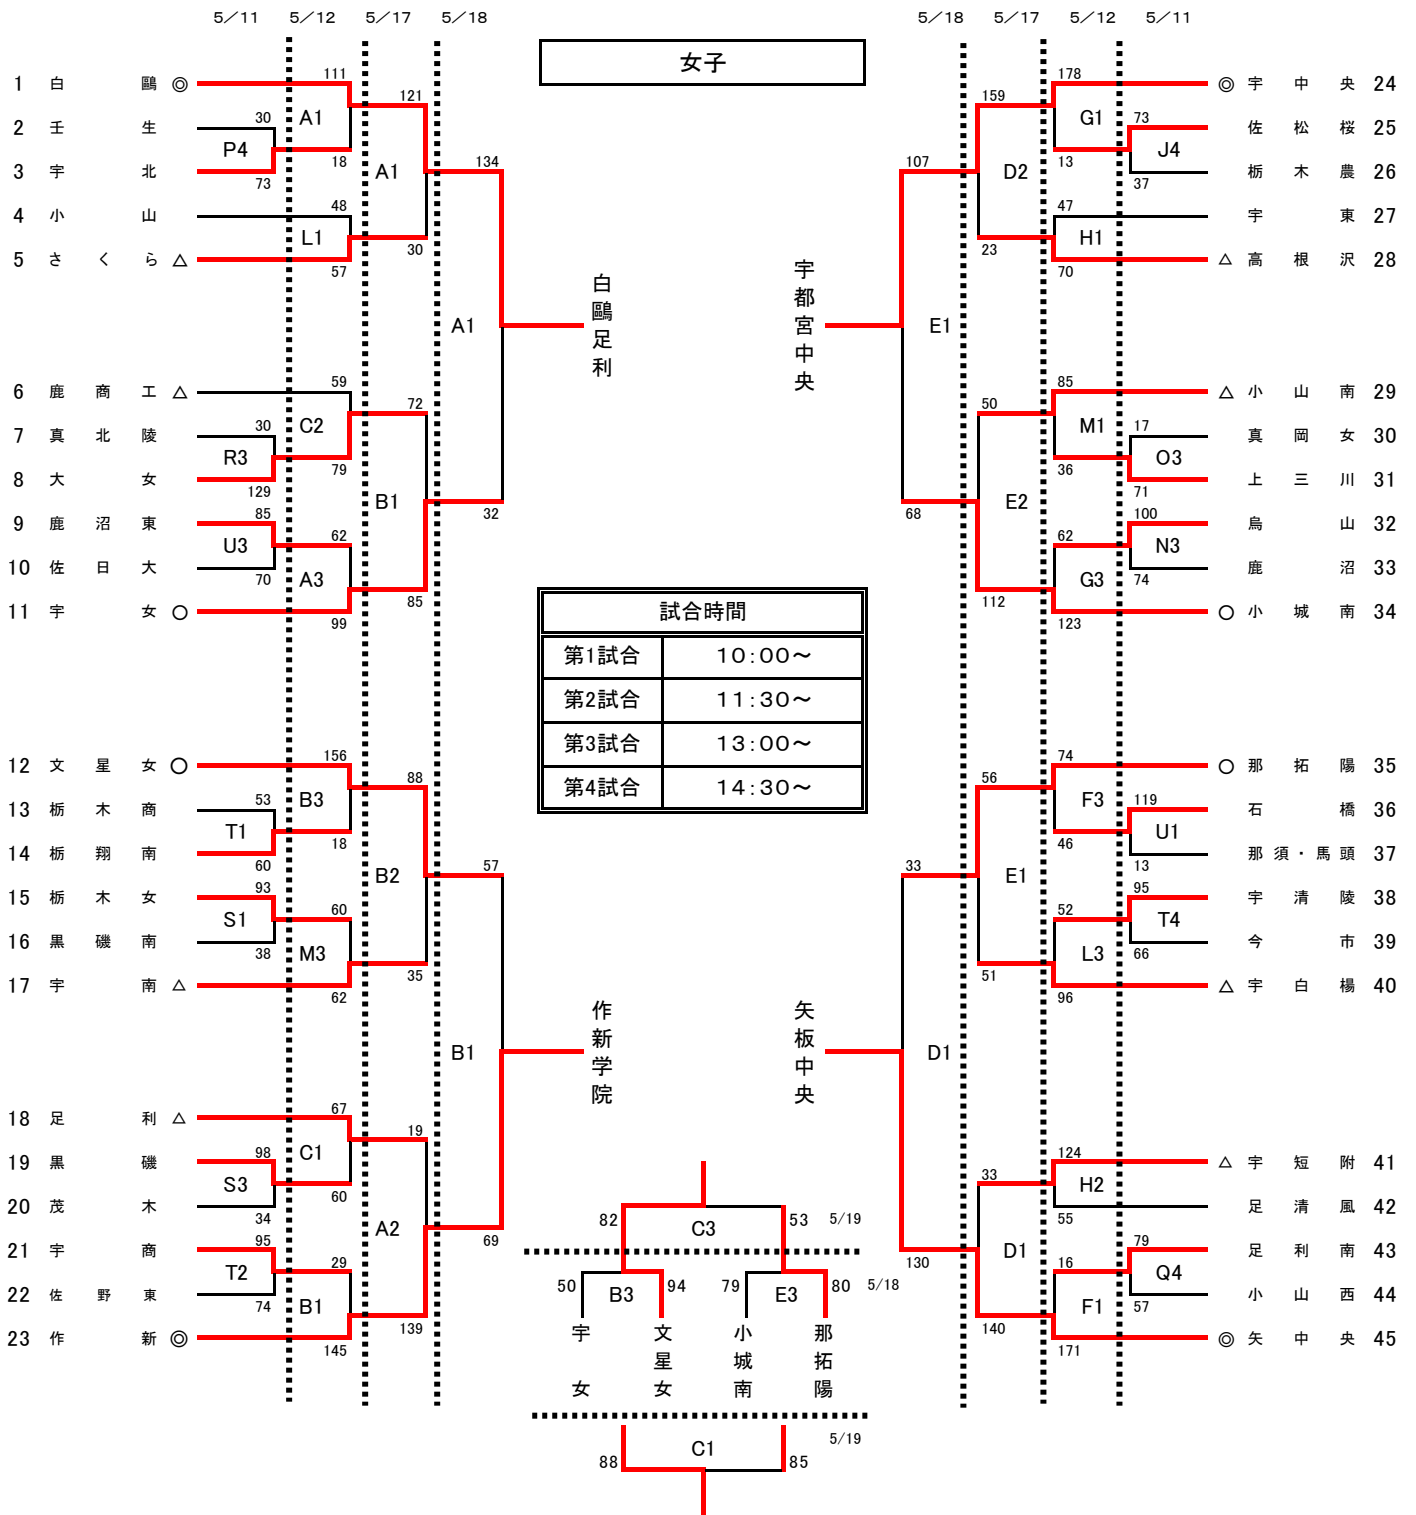 5／11 5／12 5／17 5／18 5／18 5／17 5／12 5／11
女子
1 白鷗 ◎
2 壬生
3 宇北
4 小山
5 さくら △
6 鹿商工 △
7 真北陵
8 大女
9 鹿沼東
10 佐日大
11 宇女 ○
12 文星女 ○
13 栃木商
14 栃翔南
15 栃木女
16 黒磯南
17 宇南 △
18 足利 △
19 黒磯
20 茂木
21 宇商
22 佐野東
23 作新 ◎
30 P4 73
30 R3 129
85 U3 70
53 T1 60
93 S1 38
98 S3 34
95 T2 74
111 A1 18
48 L1 57
59 C2 79
62 A3 99
156 B3 18
60 M3 62
67 C1 60
29 B1 145
121 A1 30
72 B1 85
88 B2 35
19 A2 139
134 A1 32
57 B1 69
白鷗足利
作新学院
宇都宮中央
矢板中央
試合時間
第1試合 10:00～
第2試合 11:30～
第3試合 13:00～
第4試合 14:30～
107 E1 68
33 D1 130
159 D2 23
50 E2 112
56 E1 51
33 D1 140
178 G1 13
47 H1 70
85 M1 36
62 G3 123
74 F3 46
52 L3 96
124 H2 55
16 F1 171
73 J4 37
17 O3 71
100 N3 74
119 U1 13
95 T4 66
79 Q4 57
◎ 宇中央 24
佐松桜 25
栃木農 26
宇東 27
△ 高根沢 28
△ 小山南 29
真岡女 30
上三川 31
烏山 32
鹿沼 33
○ 小城南 34
○ 那拓陽 35
石橋 36
那須・馬頭 37
宇清陵 38
今市 39
△ 宇白楊 40
△ 宇短附 41
足清風 42
足利南 43
小山西 44
◎ 矢中央 45
82 C3 53 5/19
50 B3 94 79 E3 80 5/18
宇女 文星女 小城南 那拓陽
5/19
88 C1 85